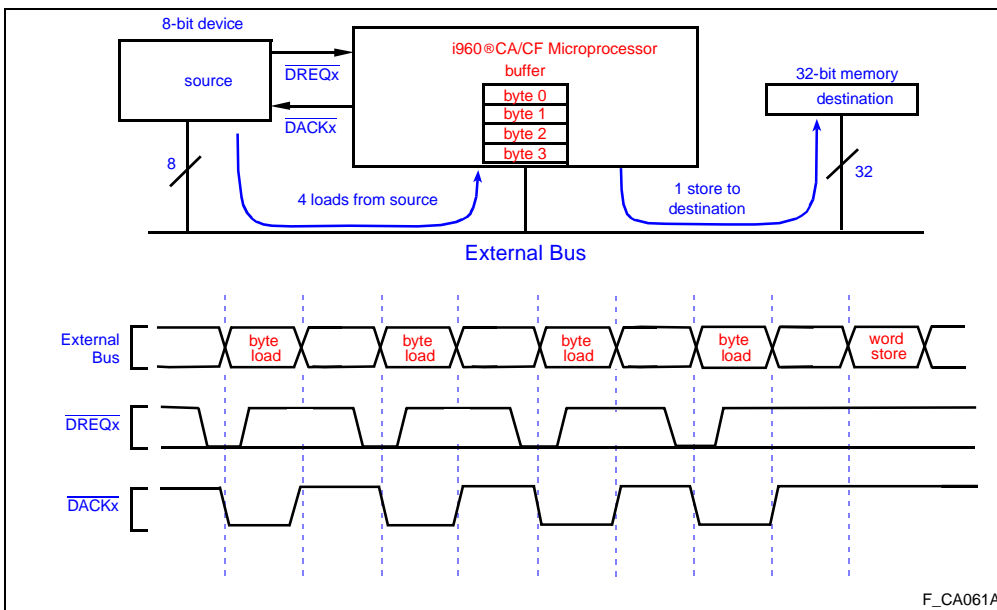 8-bit device
source
DREQx
DACKx
i960®CA/CF Microprocessor
buffer
byte 0
byte 1
byte 2
byte 3
32-bit memory
destination
8
4 loads from source
1 store to
destination
32
External Bus
External
Bus
byte
load
byte
load
byte
load
byte
load
word
store
DREQx
DACKx
F_CA061A